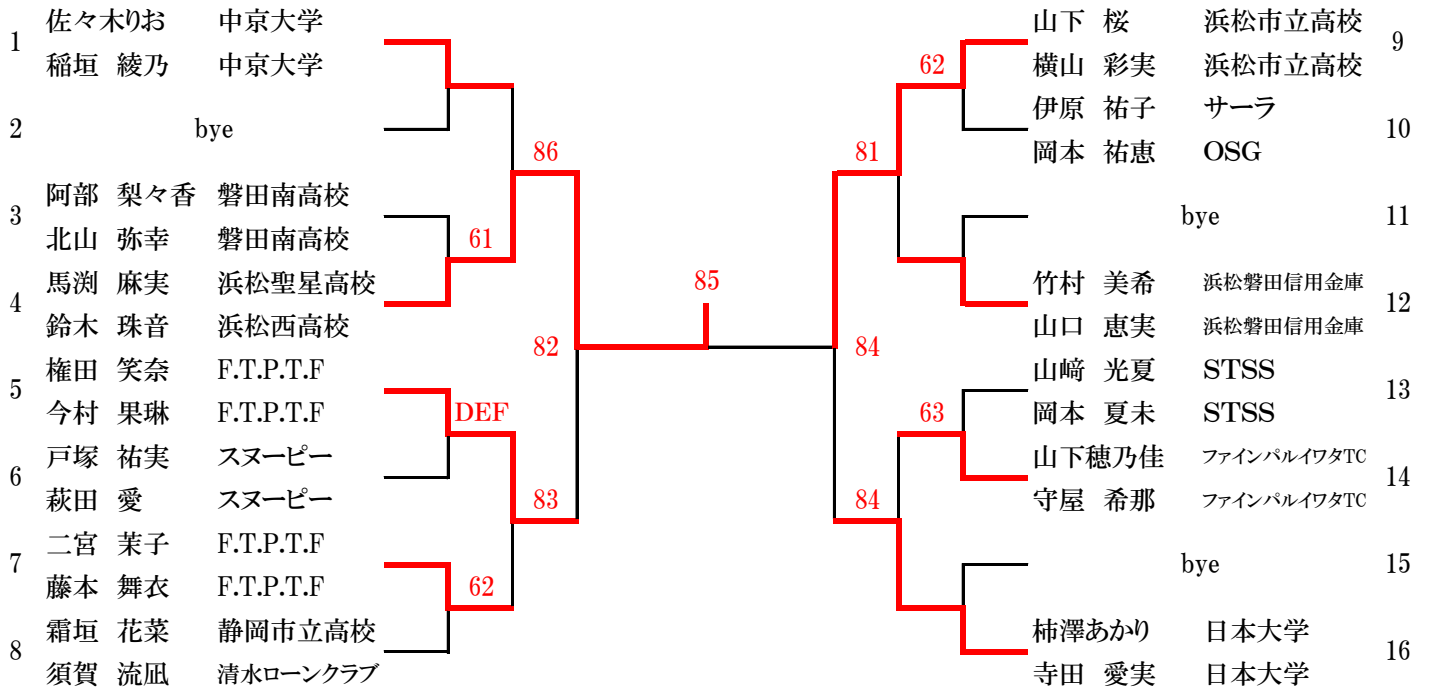 1
佐々木りお 中京大学
稲垣 綾乃 中京大学
2
bye
3
阿部 梨々香 磐田南高校
北山 弥幸 磐田南高校
4
馬渕 麻実 浜松聖星高校
鈴木 珠音 浜松西高校
5
権田 笑奈 F.T.P.T.F
今村 果琳 F.T.P.T.F
6
戸塚 祐実 スヌーピー
萩田 愛 スヌーピー
7
二宮 茉子 F.T.P.T.F
藤本 舞衣 F.T.P.T.F
8
霜垣 花菜 静岡市立高校
須賀 流凪 清水ローンクラブ
61
DEF
62
86
83
82
85
84
81
84
62
63
山下 桜 浜松市立高校
横山 彩実 浜松市立高校
9
伊原 祐子 サーラ
岡本 祐恵 OSG
10
bye
11
竹村 美希 浜松磐田信用金庫
山口 恵実 浜松磐田信用金庫
12
山﨑 光夏 STSS
岡本 夏未 STSS
13
山下穂乃佳 ファインパルイワタTC
守屋 希那 ファインパルイワタTC
14
bye
15
柿澤あかり 日本大学
寺田 愛実 日本大学
16